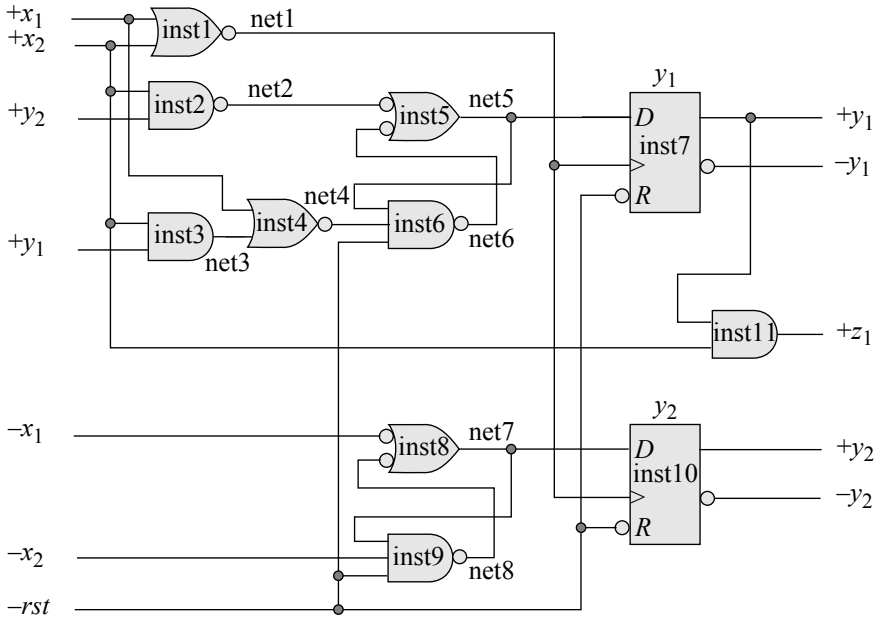 +x₁
inst1
net1
+x₂
y₁
+y₂
inst2
net2
inst5
net5
D
inst7
R
+y₁
–y₁
net4
inst3
inst4
inst6
net6
+y₁
net3
inst11
+z₁
y₂
–x₁
inst8
net7
D
inst10
R
+y₂
–y₂
–x₂
inst9
net8
–rst